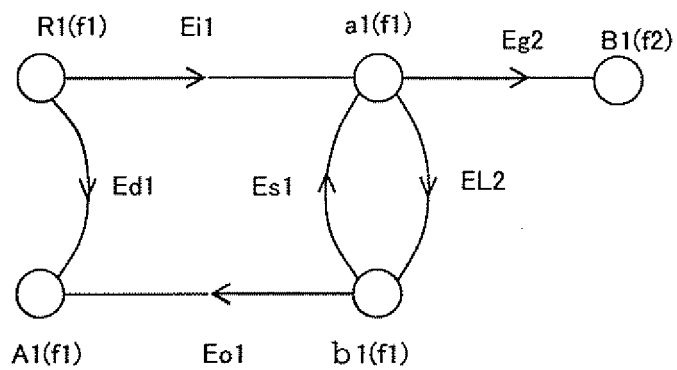 R1(f1) Ei1 a1(f1) Eg2 B1(f2)
Ed1 Es1 EL2
A1(f1) Eo1 b1(f1)